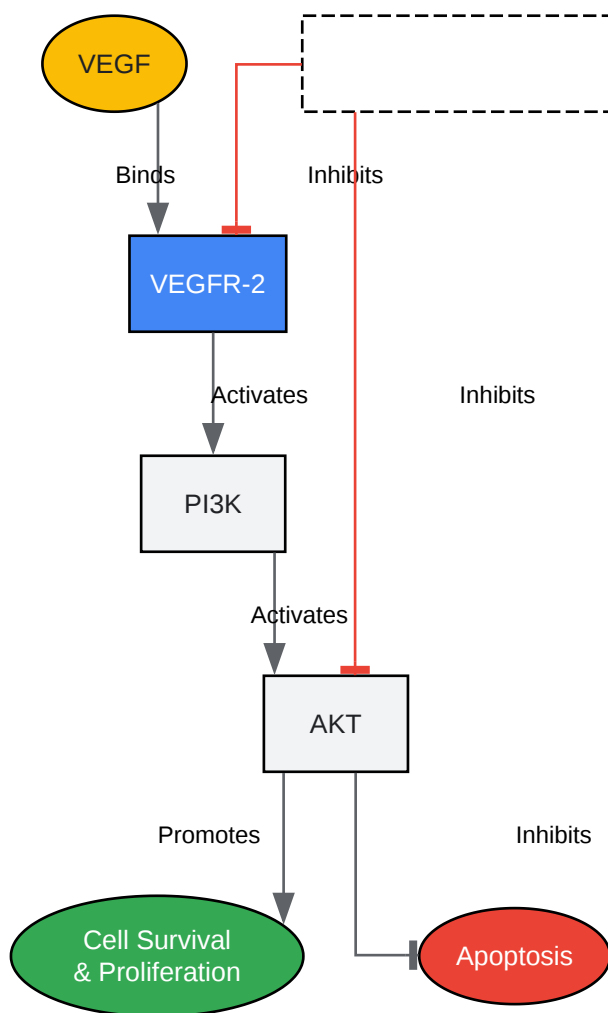 VEGF
Binds
Inhibits
VEGFR-2
Activates
Inhibits
PI3K
Activates
AKT
Promotes
Inhibits
Cell Survival
& Proliferation
Apoptosis